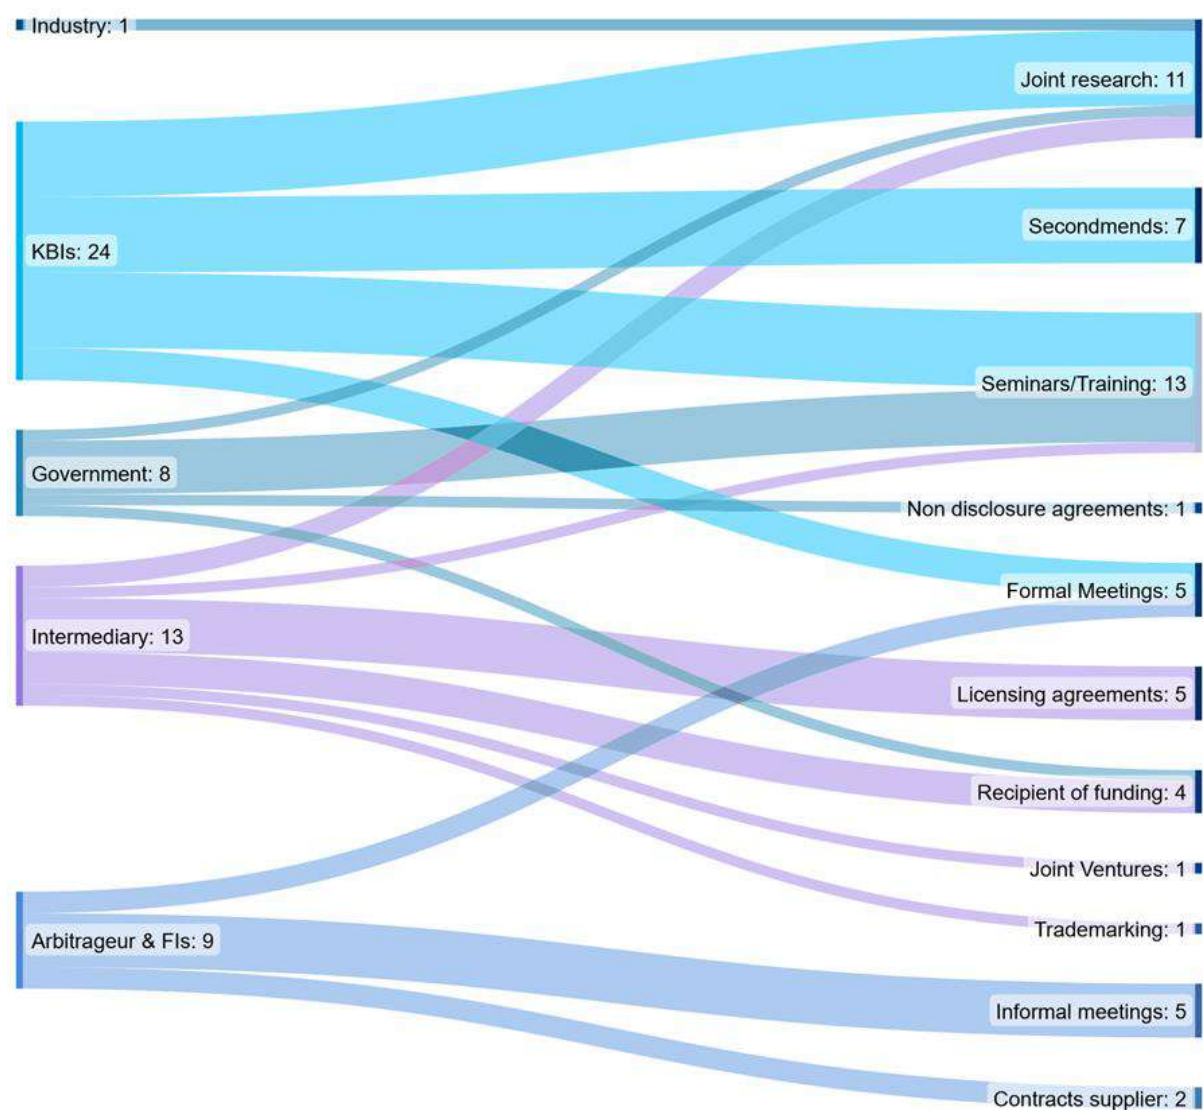 Industry: 1
KBIs: 24
Government: 8
Intermediary: 13
Arbitrageur & FIs: 9
Joint research: 11
Secondmends: 7
Seminars/Training: 13
Non disclosure agreements: 1
Formal Meetings: 5
Licensing agreements: 5
Recipient of funding: 4
Joint Ventures: 1
Trademarking: 1
Informal meetings: 5
Contracts supplier: 2